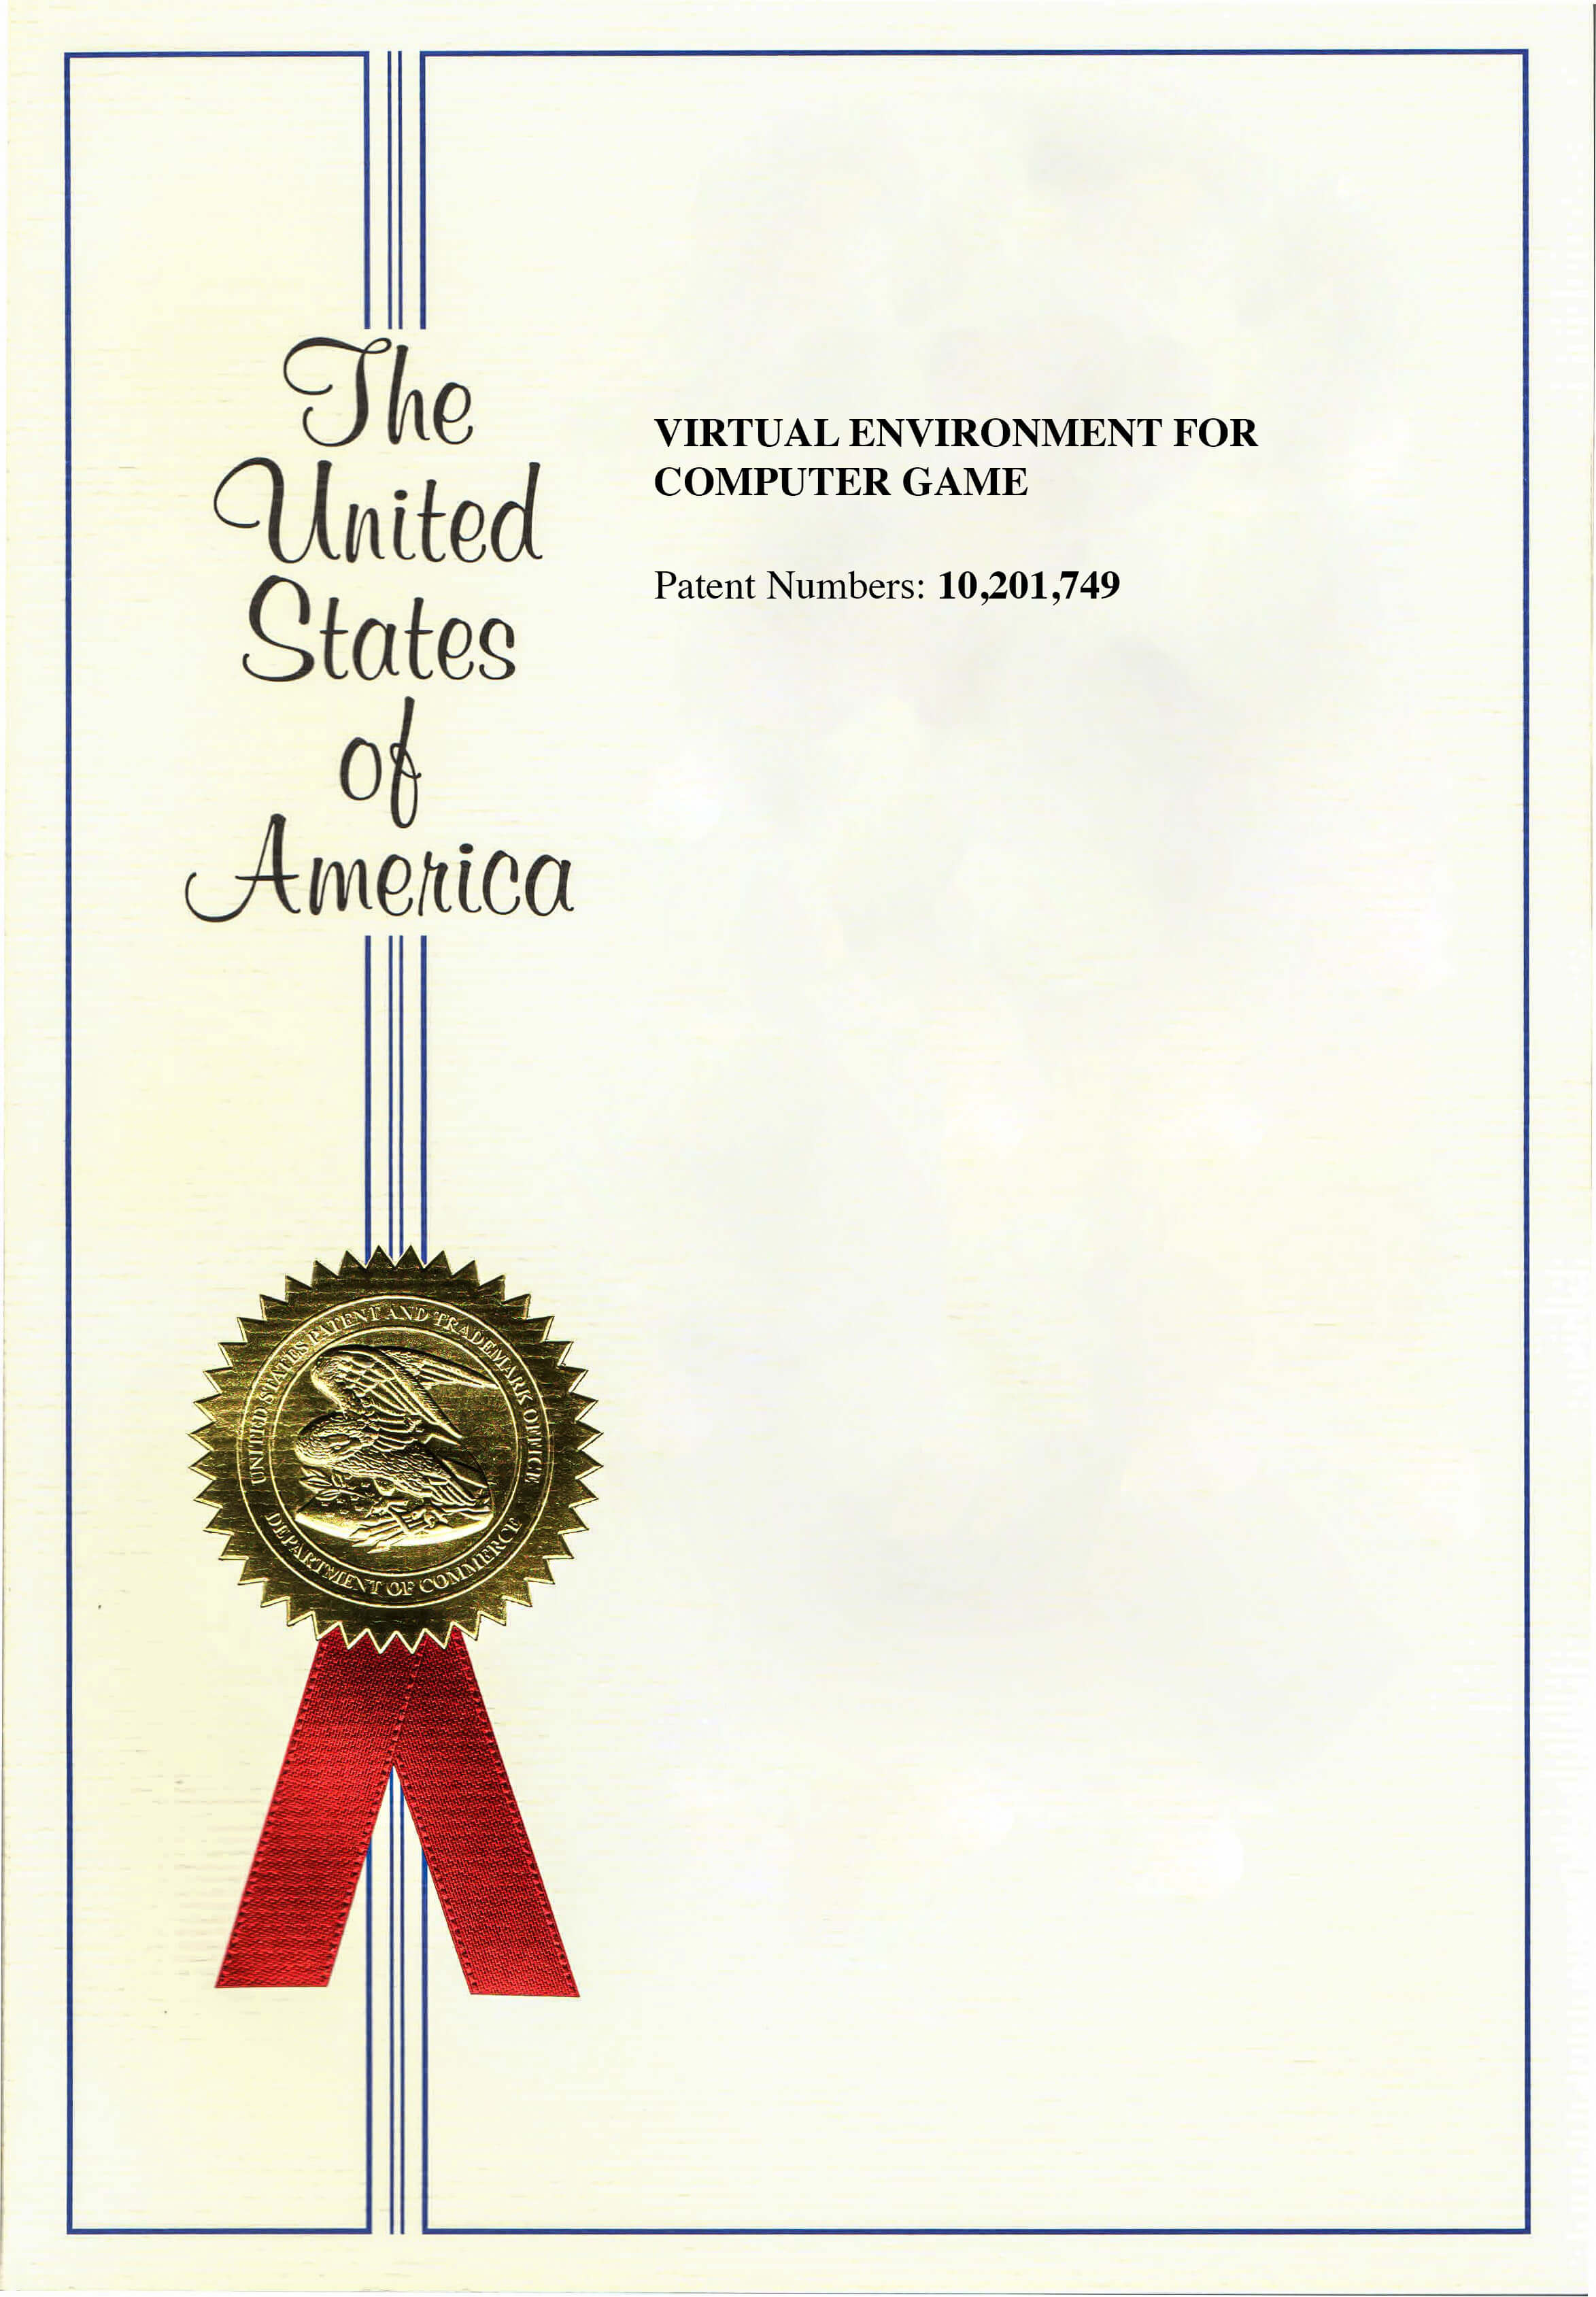 The
United
States
of
America
VIRTUAL ENVIRONMENT FOR
COMPUTER GAME
Patent Numbers: 10,201,749
UNITED STATES PATENT AND TRADEMARK OFFICE
DEPARTMENT OF COMMERCE